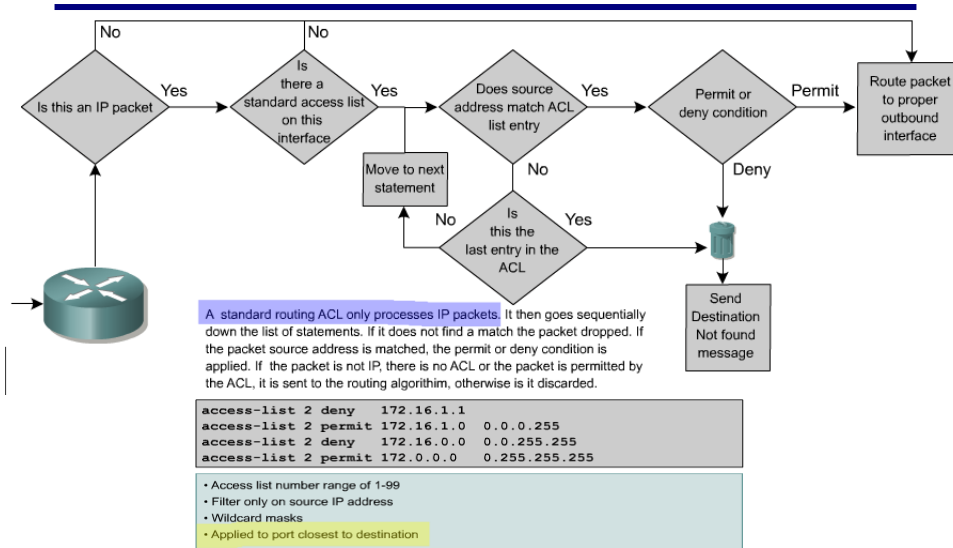 No
No
Is this an IP packet
Yes
Is
there a
standard access list
on this
interface
Yes
Does source
address match ACL
list entry
Yes
Permit or
deny condition
Permit
Route packet
to proper
outbound
interface
Move to next
statement
No
Deny
No
Is
this the
last entry in the
ACL
Yes
Send
Destination
Not found
message
A standard routing ACL only processes IP packets. It then goes sequentially
down the list of statements. If it does not find a match the packet dropped. If
the packet source address is matched, the permit or deny condition is
applied. If the packet is not IP, there is no ACL or the packet is permitted by
the ACL, it is sent to the routing algorithim, otherwise is it discarded.
access-list 2 deny 172.16.1.1
access-list 2 permit 172.16.1.0 0.0.0.255
access-list 2 deny 172.16.0.0 0.0.255.255
access-list 2 permit 172.0.0.0 0.255.255.255
• Access list number range of 1-99
• Filter only on source IP address
• Wildcard masks
• Applied to port closest to destination